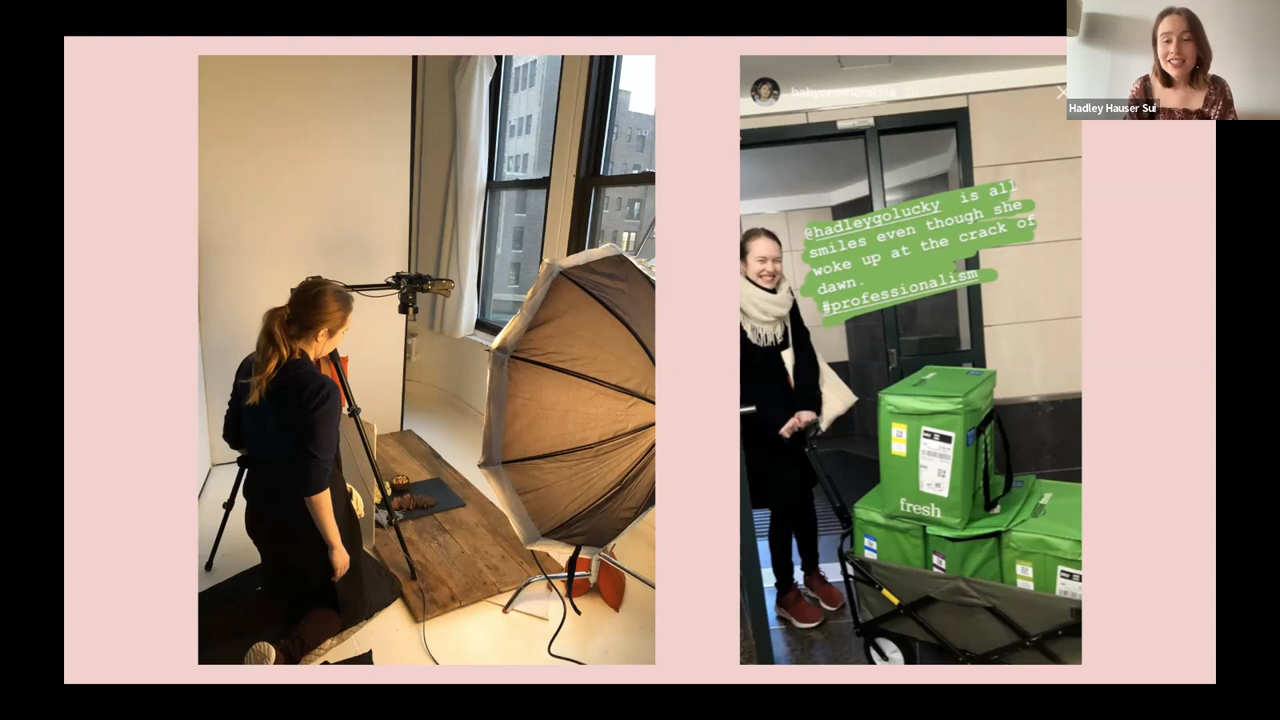 Hadley Hauser Sui
@hadleygolucky is all
smiles even though she
woke up at the crack of
dawn.
#professionalism
fresh